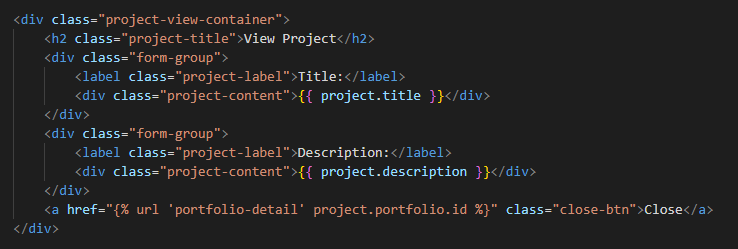 <div class="project-view-container">
    <h2 class="project-title">View Project</h2>
    <div class="form-group">
        <label class="project-label">Title:</label>
        <div class="project-content">{{ project.title }}</div>
    </div>
    <div class="form-group">
        <label class="project-label">Description:</label>
        <div class="project-content">{{ project.description }}</div>
    </div>
    <a href="{% url 'portfolio-detail' project.portfolio.id %}" class="close-btn">Close</a>
</div>